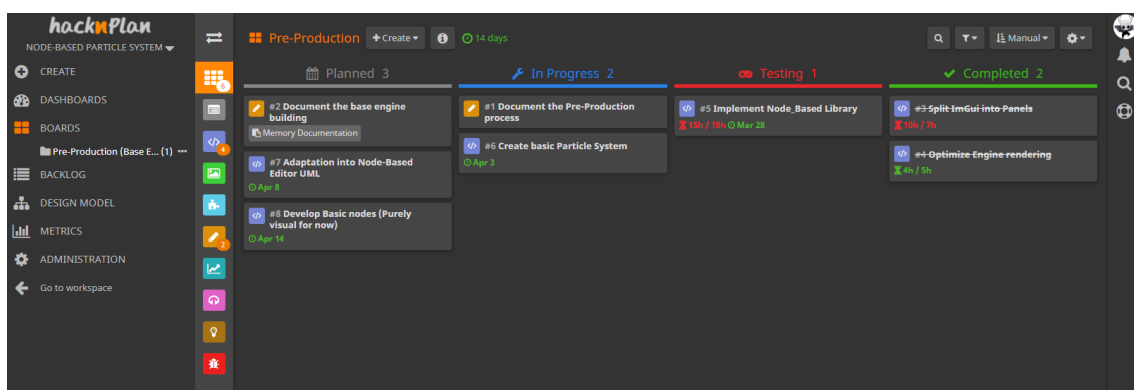 hacknPlan
NODE-BASED PARTICLE SYSTEM
CREATE
DASHBOARDS
BOARDS
Pre-Production (Base E... (1) •••
BACKLOG
DESIGN MODEL
METRICS
ADMINISTRATION
Go to workspace
6
4
2
Pre-Production
+ Create
14 days
Manual
Planned 3
#2 Document the base engine
building
Memory Documentation
#7 Adaptation into Node-Based
Editor UML
Apr 8
#8 Develop Basic nodes (Purely
visual for now)
Apr 14
In Progress 2
#1 Document the Pre-Production
process
#6 Create basic Particle System
Apr 3
Testing 1
#5 Implement Node_Based Library
15h / 10h Mar 28
Completed 2
#3 Split ImGui into Panels
10h / 7h
#4 Optimize Engine rendering
4h / 5h